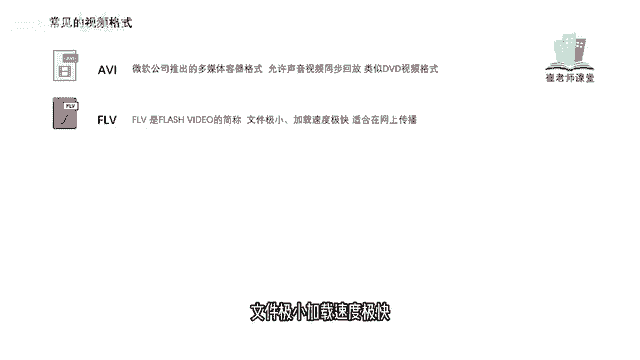 常见的视频格式
AVI
AVI 微软公司推出的多媒体容器格式 允许声音视频同步回放 类似DVD视频格式
崔老师课堂
FLV
FLV FLV 是FLASH VIDEO的简称 文件极小、加载速度极快 适合在网上传播
文件极小加载速度极快